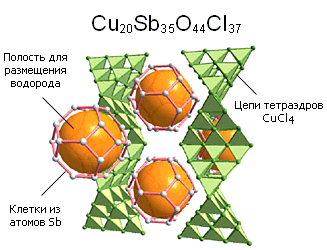 Cu20Sb35O44Cl37
Полость для
размещения
водорода
Цепи тетраэдров
CuCl4
Клетки из
атомов Sb